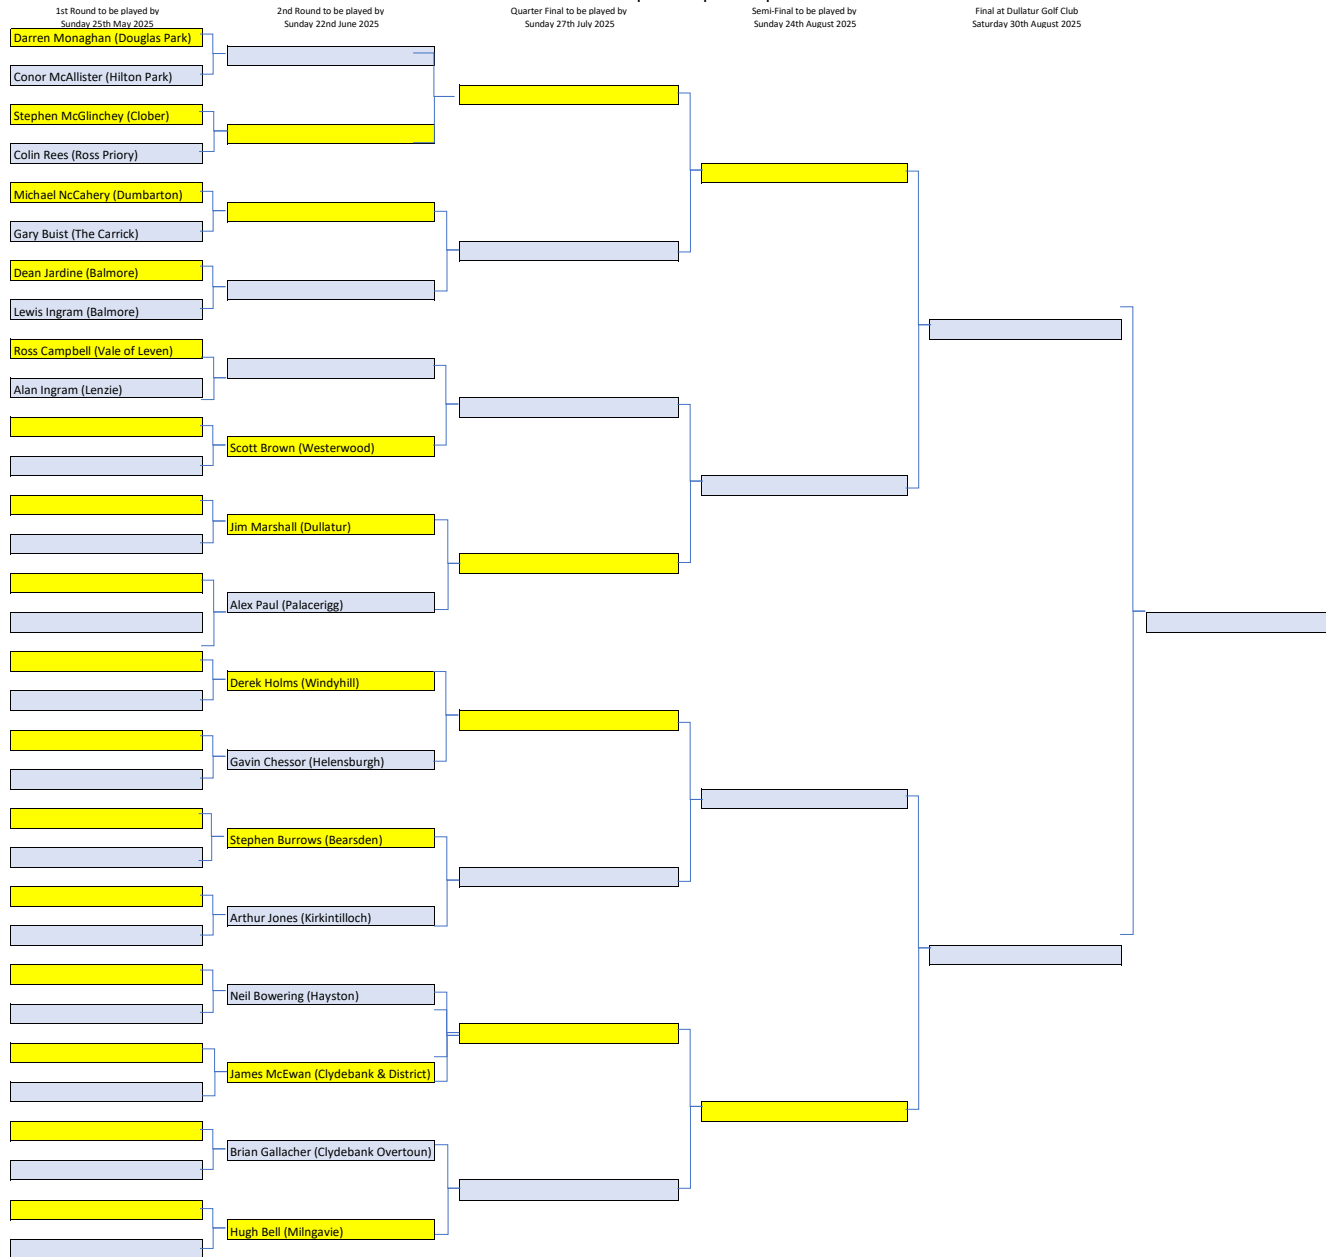 1st Round to be played by
Sunday 25th May 2025
2nd Round to be played by
Sunday 22nd June 2025
Quarter Final to be played by
Sunday 27th July 2025
Semi-Final to be played by
Sunday 24th August 2025
Final at Dullatur Golf Club
Saturday 30th August 2025
Darren Monaghan (Douglas Park)
Conor McAllister (Hilton Park)
Stephen McGlinchey (Clober)
Colin Rees (Ross Priory)
Michael NcCahery (Dumbarton)
Gary Buist (The Carrick)
Dean Jardine (Balmore)
Lewis Ingram (Balmore)
Ross Campbell (Vale of Leven)
Alan Ingram (Lenzie)
Scott Brown (Westerwood)
Jim Marshall (Dullatur)
Alex Paul (Palacerigg)
Derek Holms (Windyhill)
Gavin Chessor (Helensburgh)
Stephen Burrows (Bearsden)
Arthur Jones (Kirkintilloch)
Neil Bowering (Hayston)
James McEwan (Clydebank & District)
Brian Gallacher (Clydebank Overtoun)
Hugh Bell (Milngavie)